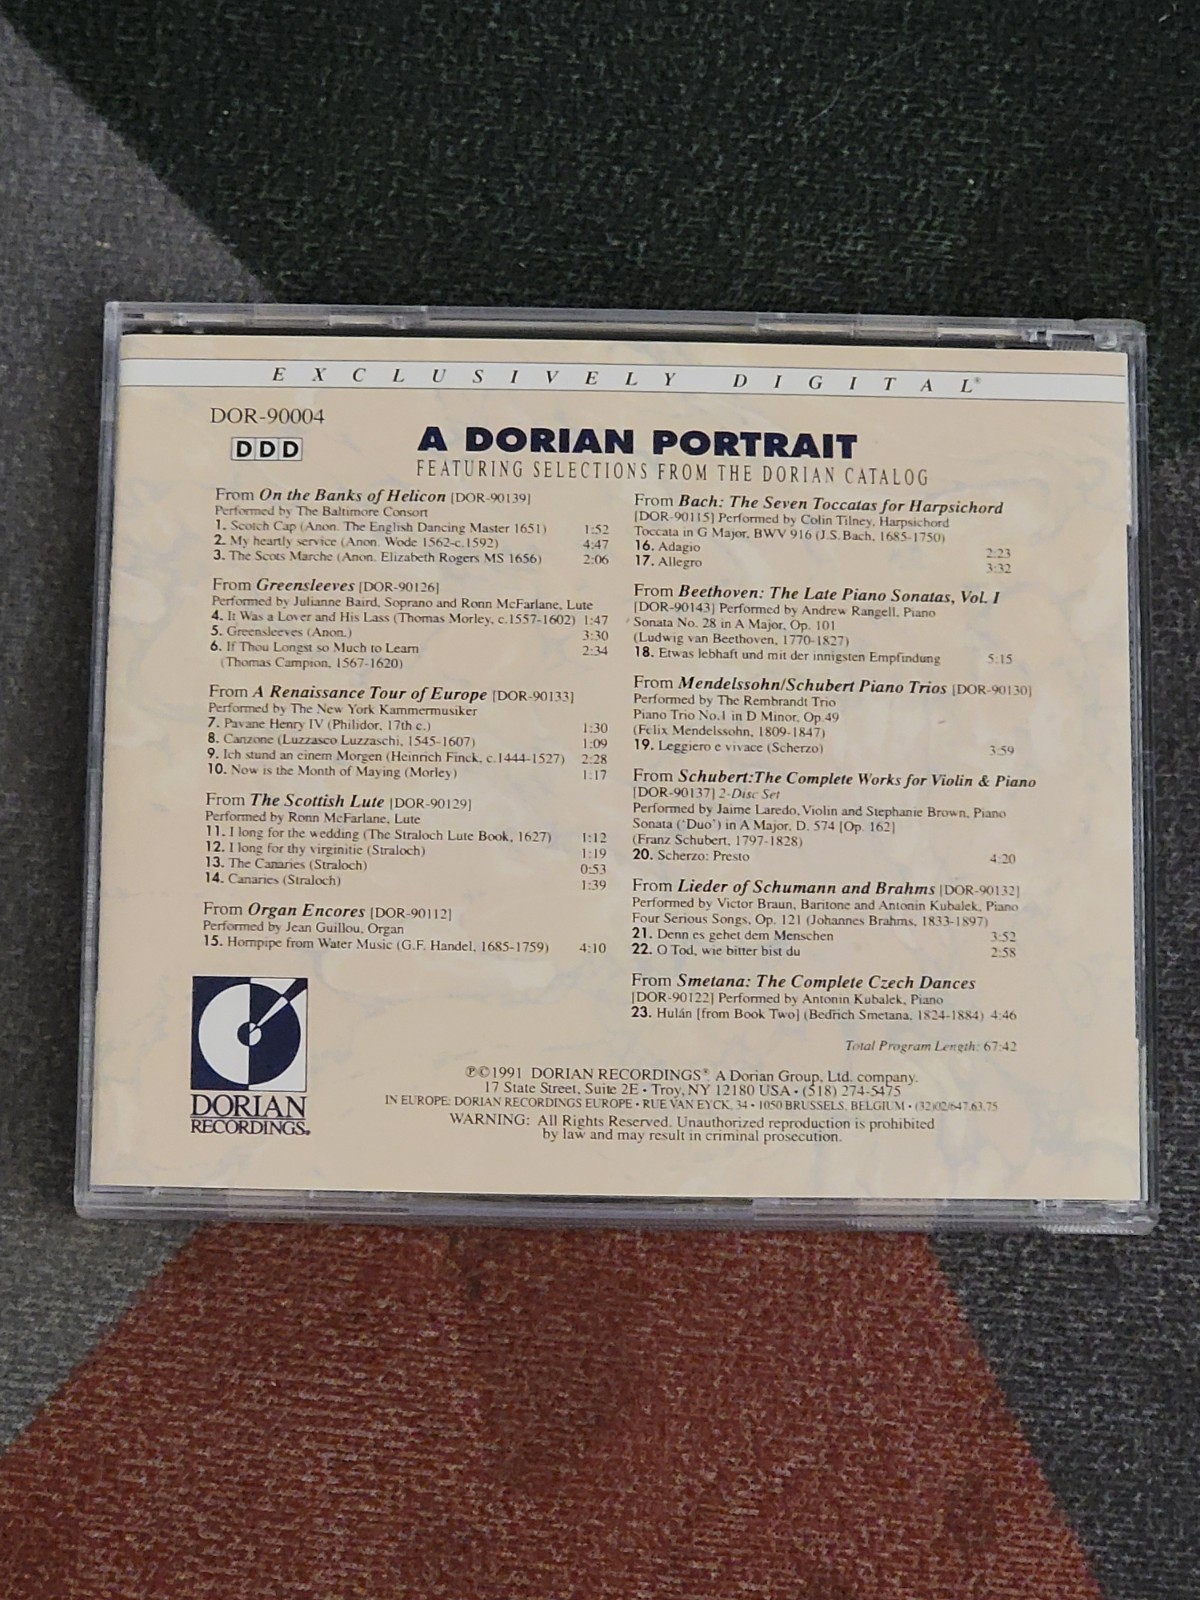 EXCLUSIVELY DIGITAL®
DOR-90004
DDD
A DORIAN PORTRAIT
FEATURING SELECTIONS FROM THE DORIAN CATALOG
From On the Banks of Helicon [DOR-90139]
Performed by The Baltimore Consort
1. Scotch Cap (Anon. The English Dancing Master 1651) 1:52
2. My heartly service (Anon. Wode 1562-c.1592) 4:47
3. The Scots Marche (Anon. Elizabeth Rogers MS 1656) 2:06
From Greensleeves [DOR-90126]
Performed by Julianne Baird, Soprano and Ronn McFarlane, Lute
4. It Was a Lover and His Lass (Thomas Morley, c.1557-1602) 1:47
5. Greensleeves (Anon.) 3:30
6. If Thou Longst so Much to Learn 2:34
(Thomas Campion, 1567-1620)
From A Renaissance Tour of Europe [DOR-90133]
Performed by The New York Kammermusiker
7. Pavane Henry IV (Philidor, 17th c.) 1:30
8. Canzone (Luzzasco Luzzaschi, 1545-1607) 1:09
9. Ich stund an einem Morgen (Heinrich Finck, c.1444-1527) 2:28
10. Now is the Month of Maying (Morley) 1:17
From The Scottish Lute [DOR-90129]
Performed by Ronn McFarlane, Lute
11. I long for the wedding (The Straloch Lute Book, 1627) 1:12
12. I long for thy virginitie (Straloch) 1:19
13. The Canaries (Straloch) 0:53
14. Canaries (Straloch) 1:39
From Organ Encores [DOR-90112]
Performed by Jean Guillou, Organ
15. Hornpipe from Water Music (G.F. Handel, 1685-1759) 4:10
From Bach: The Seven Toccatas for Harpsichord
[DOR-90115] Performed by Colin Tilney, Harpsichord
Toccata in G Major, BWV 916 (J.S.Bach, 1685-1750)
16. Adagio 2:23
17. Allegro 3:32
From Beethoven: The Late Piano Sonatas, Vol. I
[DOR-90143] Performed by Andrew Rangell, Piano
Sonata No. 28 in A Major, Op. 101
(Ludwig van Beethoven, 1770-1827)
18. Etwas lebhaft und mit der innigsten Empfindung 5:15
From Mendelssohn/Schubert Piano Trios [DOR-90130]
Performed by The Rembrandt Trio
Piano Trio No.1 in D Minor, Op.49
(Felix Mendelssohn, 1809-1847)
19. Leggiero e vivace (Scherzo) 3:59
From Schubert:The Complete Works for Violin & Piano
[DOR-90137] 2-Disc Set
Performed by Jaime Laredo, Violin and Stephanie Brown, Piano
Sonata ('Duo') in A Major, D. 574 [Op. 162]
(Franz Schubert, 1797-1828)
20. Scherzo: Presto 4:20
From Lieder of Schumann and Brahms [DOR-90132]
Performed by Victor Braun, Baritone and Antonin Kubalek, Piano
Four Serious Songs, Op. 121 (Johannes Brahms, 1833-1897)
21. Denn es gehet dem Menschen 3:52
22. O Tod, wie bitter bist du 2:58
From Smetana: The Complete Czech Dances
[DOR-90122] Performed by Antonin Kubalek, Piano
23. Hulán [from Book Two] (Bedřich Smetana, 1824-1884) 4:46
Total Program Length: 67:42
DORIAN
RECORDINGS®
℗©1991 DORIAN RECORDINGS® A Dorian Group, Ltd. company.
17 State Street, Suite 2E • Troy, NY 12180 USA • (518) 274-5475
IN EUROPE: DORIAN RECORDINGS EUROPE • RUE VAN EYCK, 34 • 1050 BRUSSELS, BELGIUM • (32)02/647.63.75
WARNING: All Rights Reserved. Unauthorized reproduction is prohibited
by law and may result in criminal prosecution.